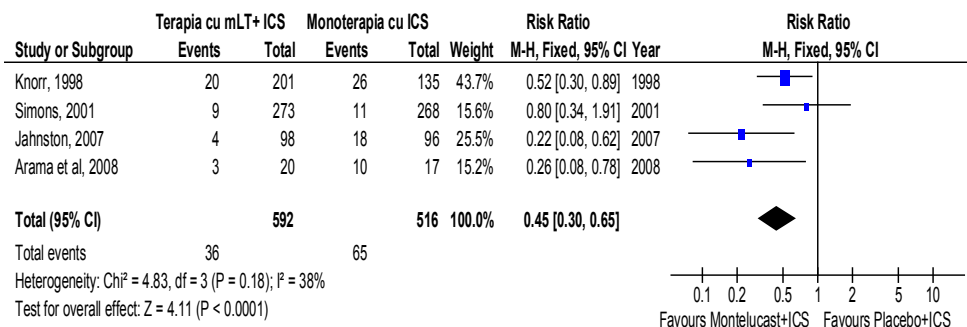 Terapia cu mLT+ ICS Monoterapia cu ICS Risk Ratio Risk Ratio
Study or Subgroup Events Total Events Total Weight M-H, Fixed, 95% CI Year M-H, Fixed, 95% CI
Knorr, 1998 20 201 26 135 43.7% 0.52 [0.30, 0.89] 1998
Simons, 2001 9 273 11 268 15.6% 0.80 [0.34, 1.91] 2001
Jahnston, 2007 4 98 18 96 25.5% 0.22 [0.08, 0.62] 2007
Arama et al, 2008 3 20 10 17 15.2% 0.26 [0.08, 0.78] 2008
Total (95% CI) 592 516 100.0% 0.45 [0.30, 0.65]
Total events 36 65
Heterogeneity: Chi² = 4.83, df = 3 (P = 0.18); I² = 38%
Test for overall effect: Z = 4.11 (P < 0.0001)
0.1 0.2 0.5 1 2 5 10
Favours Montelucast+ICS Favours Placebo+ICS